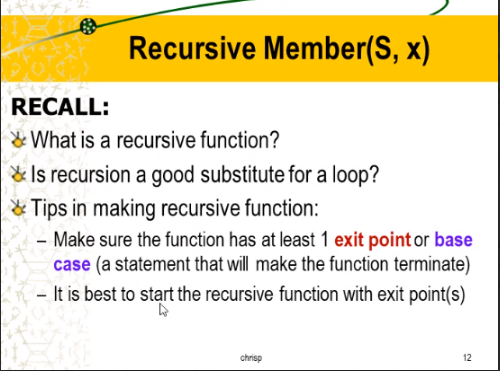 Recursive Member(S, x)
RECALL:
What is a recursive function?
Is recursion a good substitute for a loop?
Tips in making recursive function:
– Make sure the function has at least 1 exit point or base
case (a statement that will make the function terminate)
– It is best to start the recursive function with exit point(s)
chrisp
12